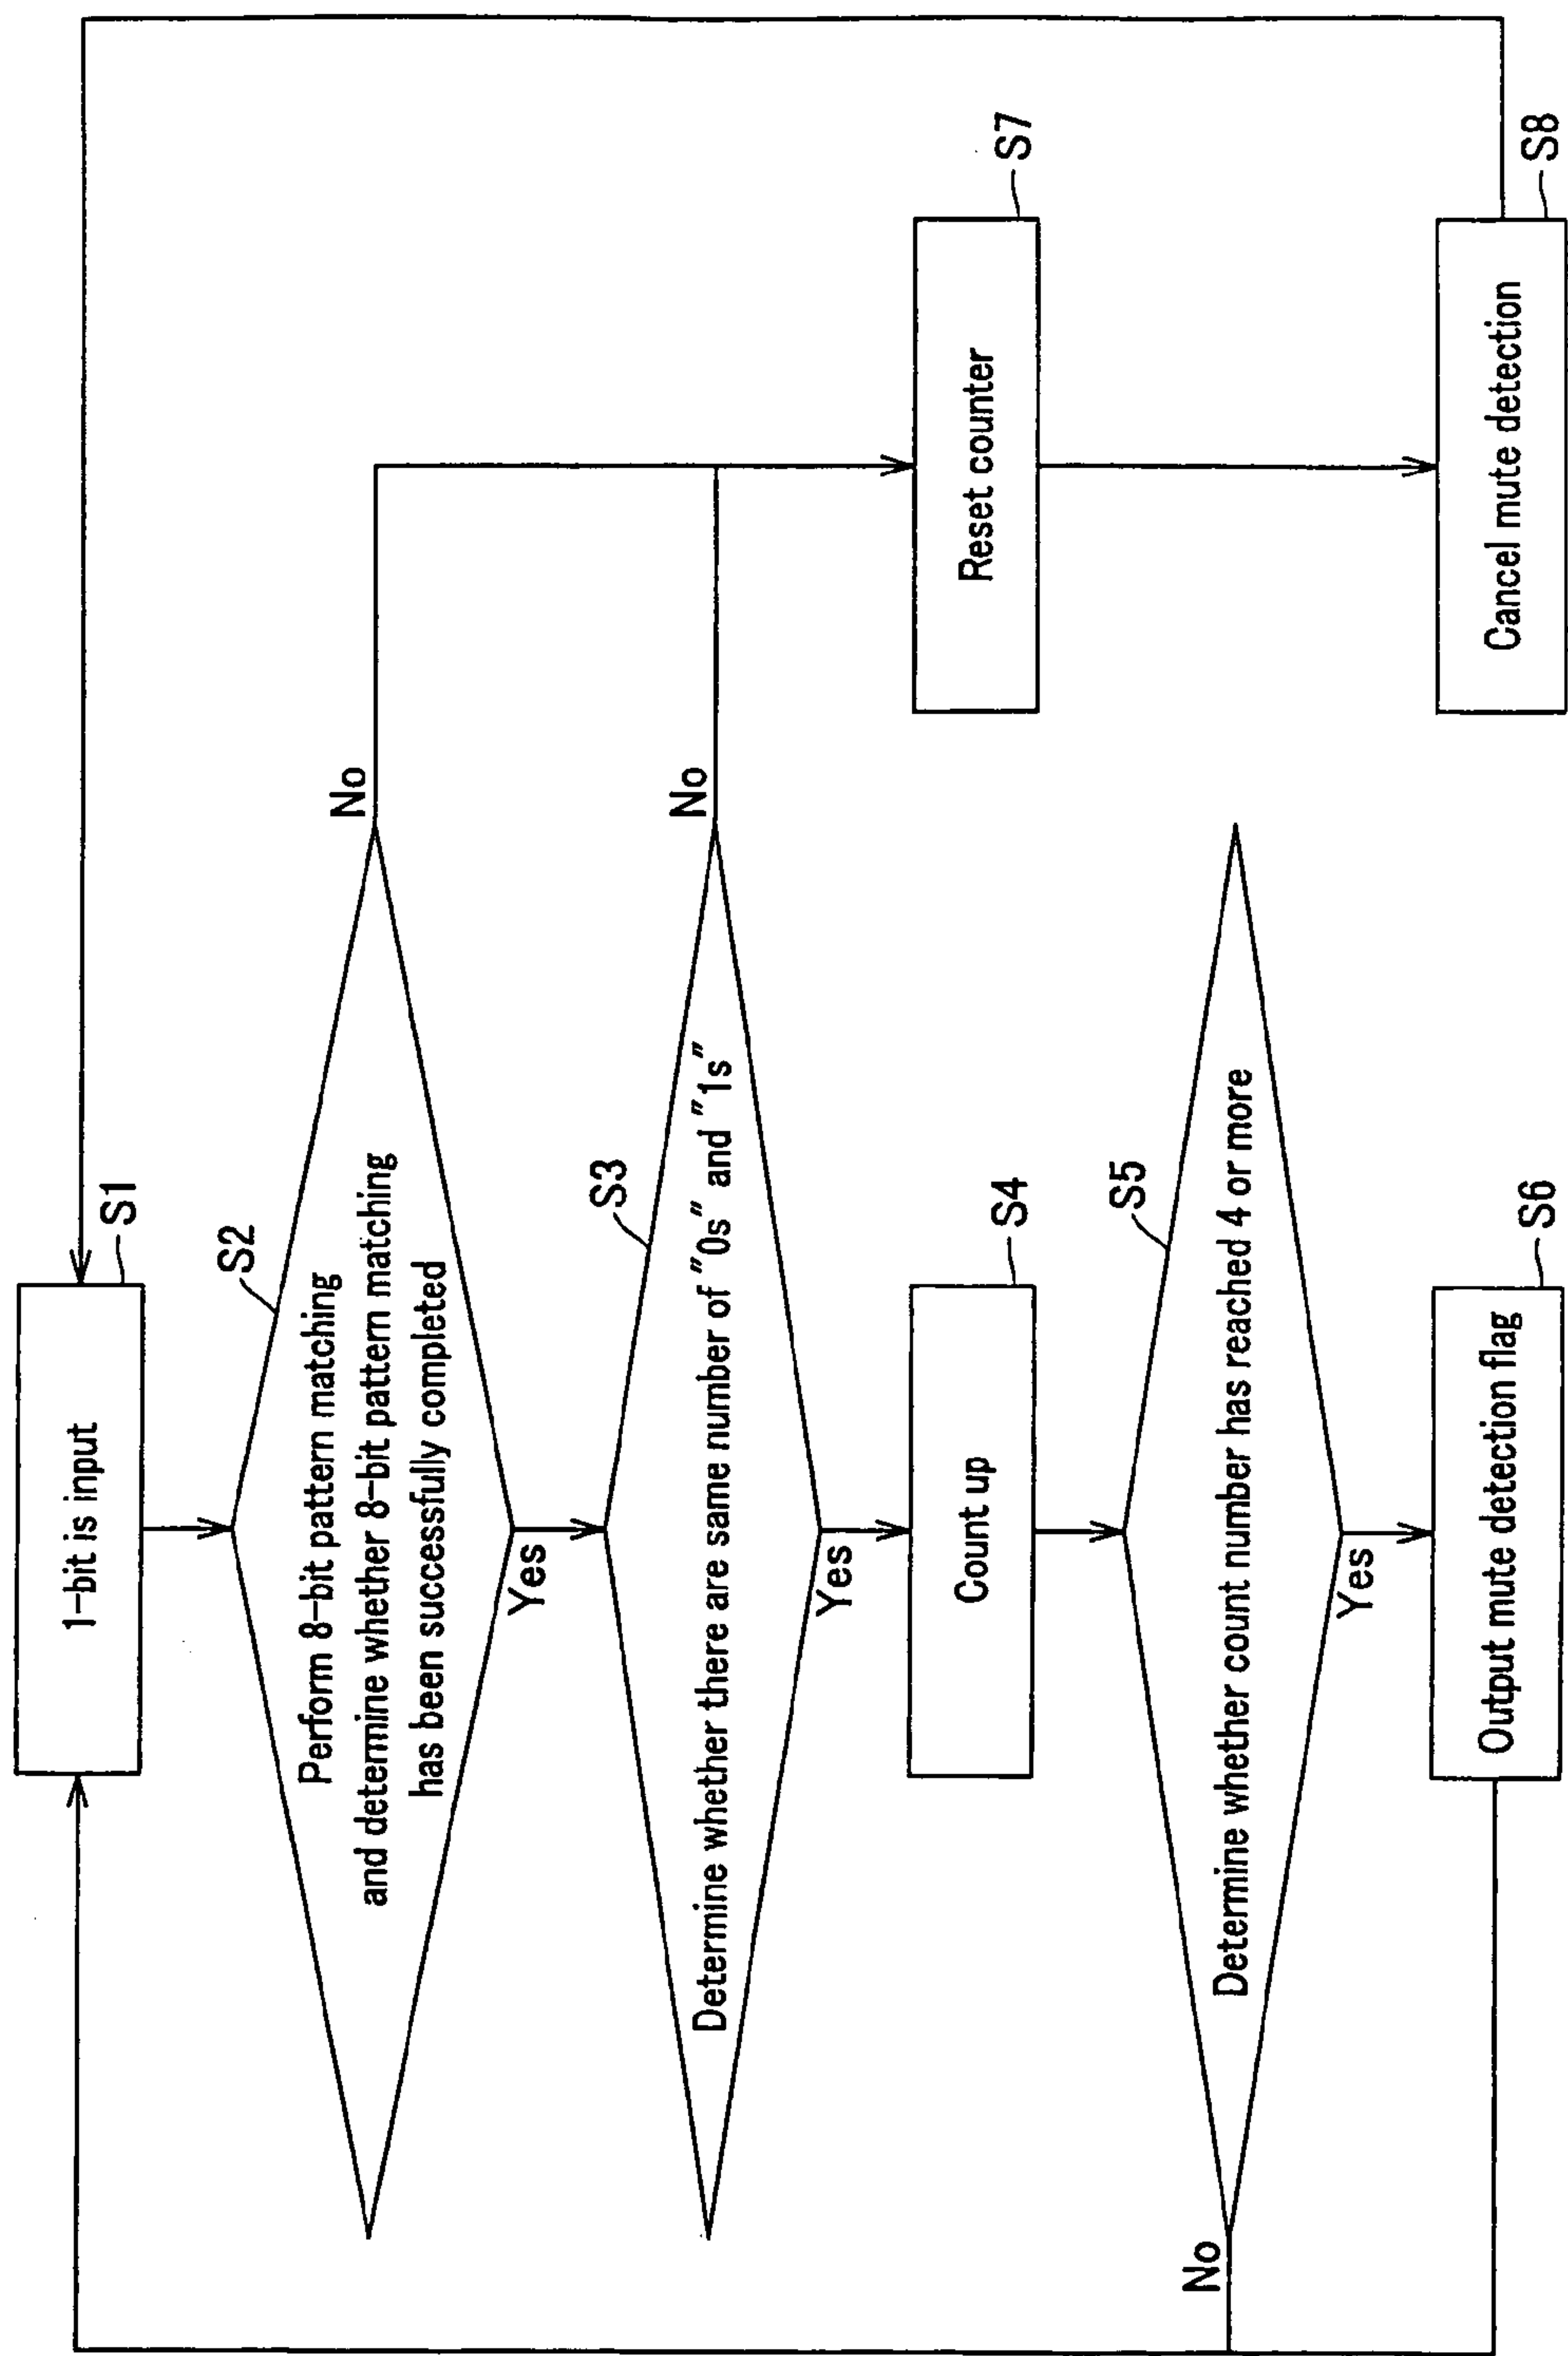 1-bit is input
S1
S2
Perform 8-bit pattern matching
and determine whether 8-bit pattern matching
has been successfully completed
No
Yes
S3
Determine whether there are same number of "0s" and "1s"
No
Yes
Count up
S4
Reset counter
S7
S5
Determine whether count number has reached 4 or more
No
Yes
Output mute detection flag
S6
Cancel mute detection
S8